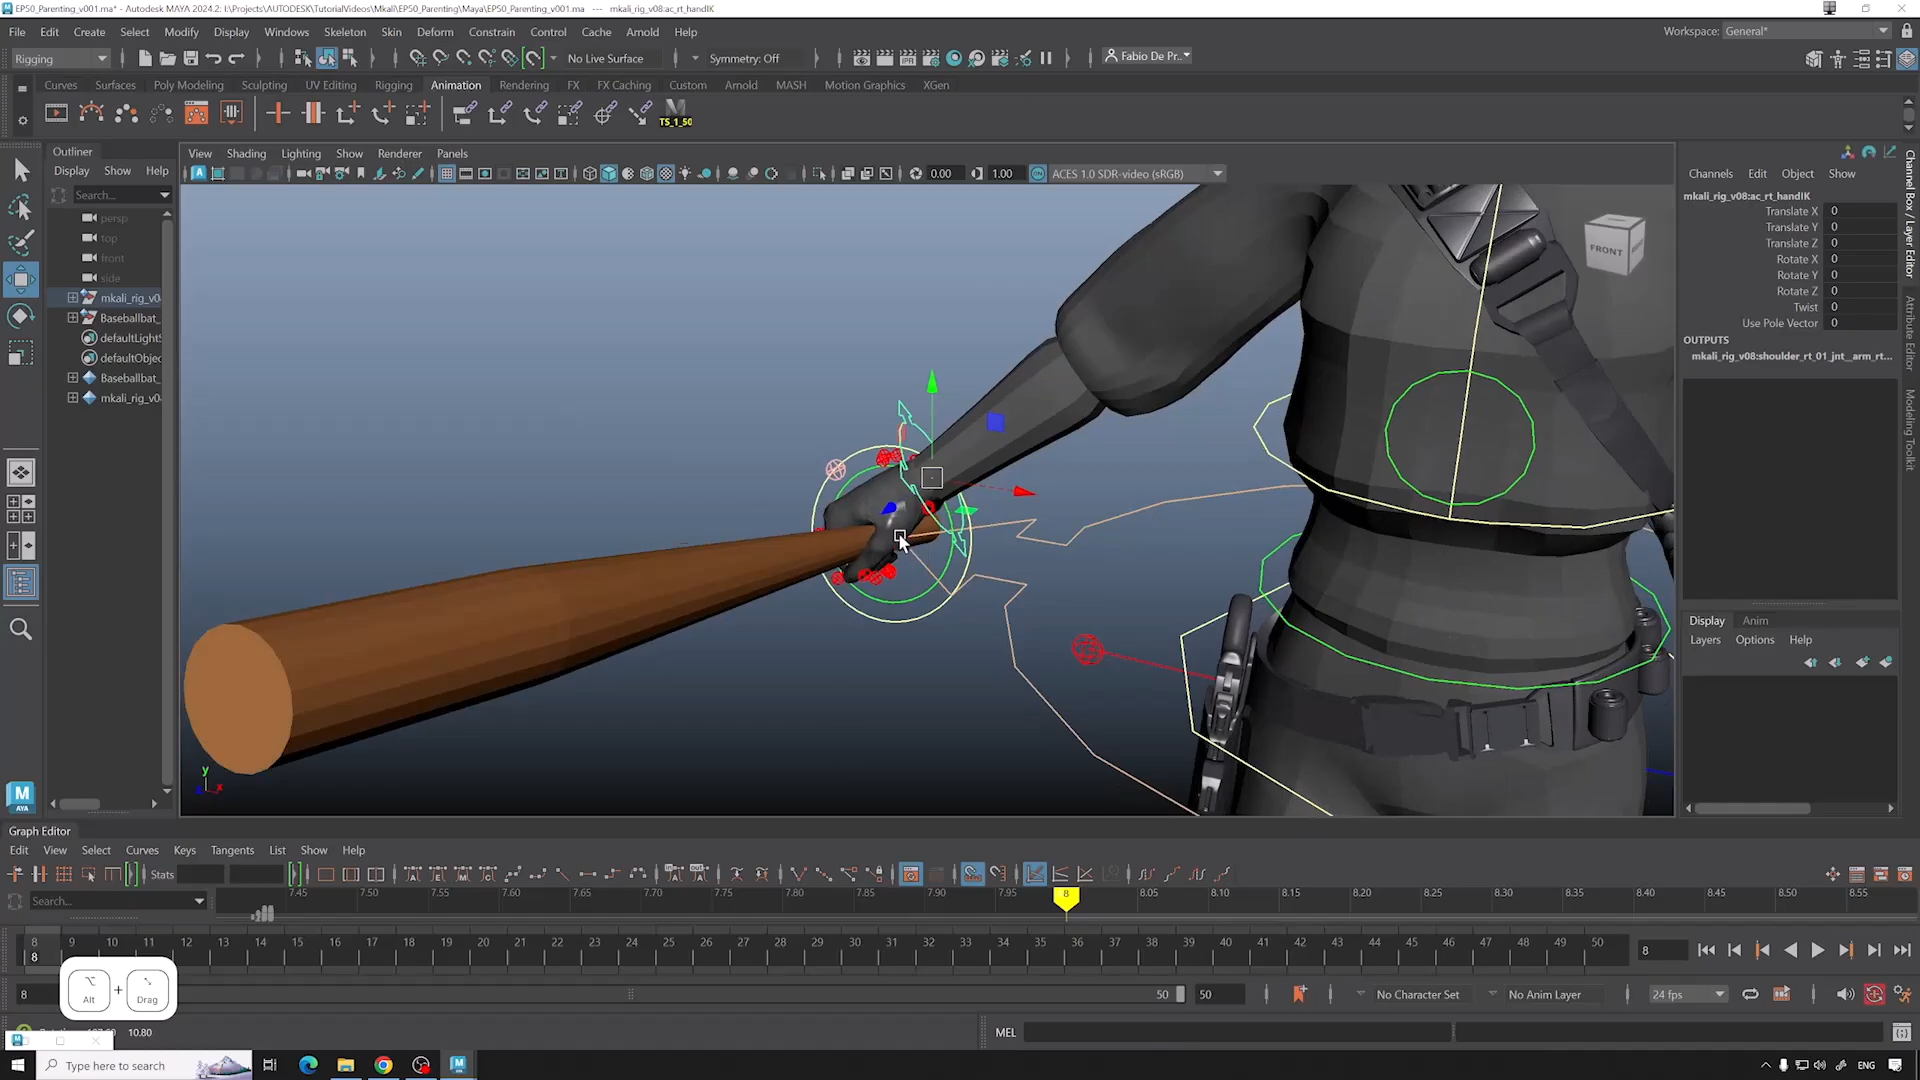 EP50_Parenting_v001.ma* - Autodesk MAYA 2024.2: I:\Projects\AUTODESK\TutorialVideos\Mkali\EP50_Parenting\Maya\EP50_Parenting_v001.ma --- mkali_rig_v08:ac_rt_handIK
File Edit Create Select Modify Display Windows Skeleton Skin Deform Constrain Control Cache Arnold Help
Workspace: General*
Rigging
No Live Surface
Symmetry: Off
Fabio De Pr..
Curves Surfaces Poly Modeling Sculpting UV Editing Rigging Animation Rendering FX FX Caching Custom Arnold MASH Motion Graphics XGen
TS_1_50
Outliner
Display Show Help
Search...
persp
top
front
side
mkali_rig_v0
Baseballbat_
defaultLightS
defaultObjec
Baseballbat_
mkali_rig_v0
View Shading Lighting Show Renderer Panels
0.00
1.00
ACES 1.0 SDR-video (sRGB)
FRONT
y
x
Channels Edit Object Show
mkali_rig_v08:ac_rt_handIK
Translate X 0
Translate Y 0
Translate Z 0
Rotate X 0
Rotate Y 0
Rotate Z 0
Twist 0
Use Pole Vector 0
OUTPUTS
mkali_rig_v08:shoulder_rt_01_jnt__arm_rt...
Channel Box / Layer Editor
Attribute Editor
Modeling Toolkit
Display Anim
Layers Options Help
M
AYA
Graph Editor
Edit View Select Curves Keys Tangents List Show Help
Stats
Search...
7.45 7.50 7.55 7.60 7.65 7.70 7.75 7.80 7.85 7.90 7.95 8 8.05 8.10 8.15 8.20 8.25 8.30 8.35 8.40 8.45 8.50 8.55
8 9 10 11 12 13 14 15 16 17 18 19 20 21 22 23 24 25 26 27 28 29 30 31 32 33 34 35 36 37 38 39 40 41 42 43 44 45 46 47 48 49 50
8
8
8
50
50
No Character Set
No Anim Layer
24 fps
Alt + Drag
10.80
MEL
Type here to search
ENG